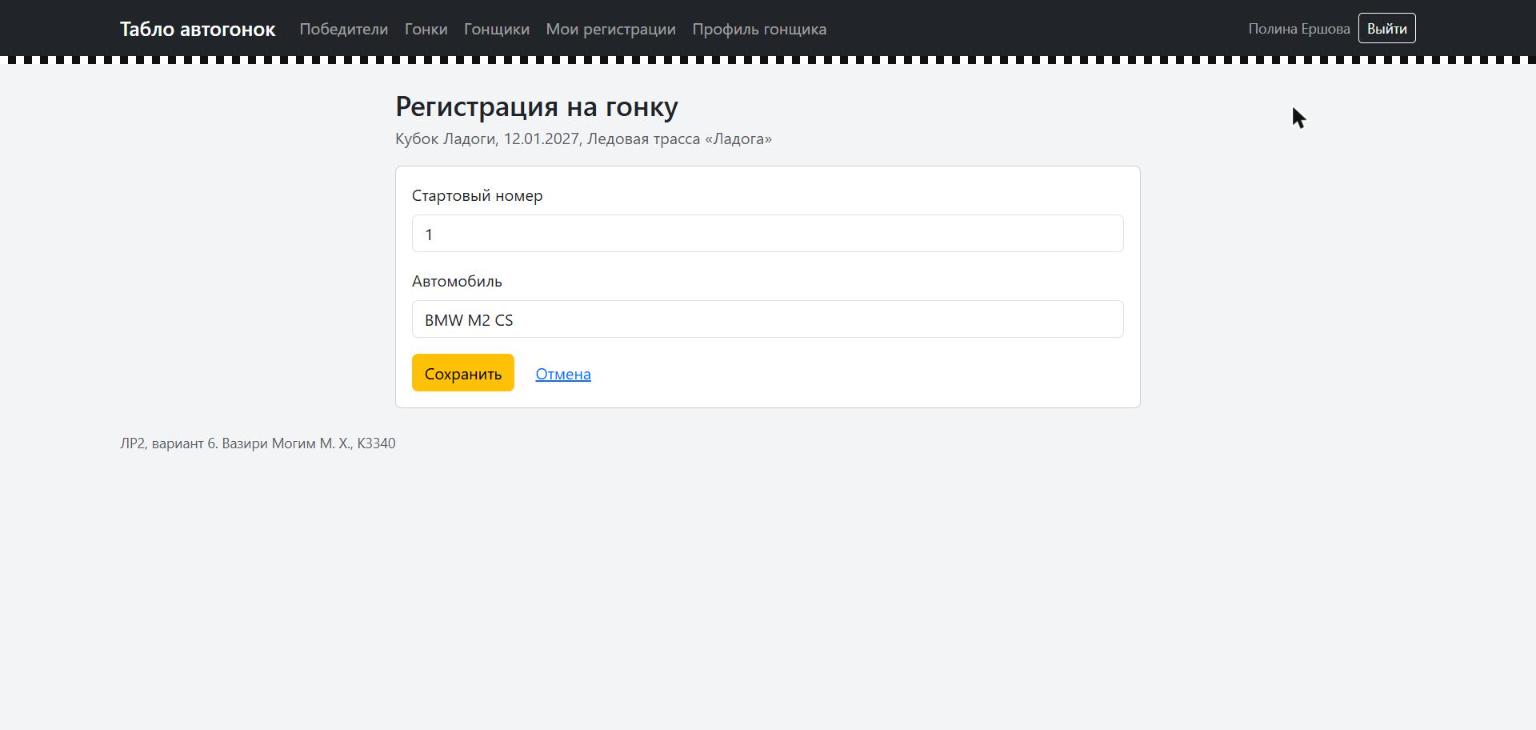 Табло автогонок Победители Гонки Гонщики Мои регистрации Профиль гонщика Полина Ершова Выйти
Регистрация на гонку
Кубок Ладоги, 12.01.2027, Ледовая трасса «Ладога»
Стартовый номер
1
Автомобиль
BMW M2 CS
Сохранить Отмена
ЛР2, вариант 6. Вазири Могим М. Х., К3340